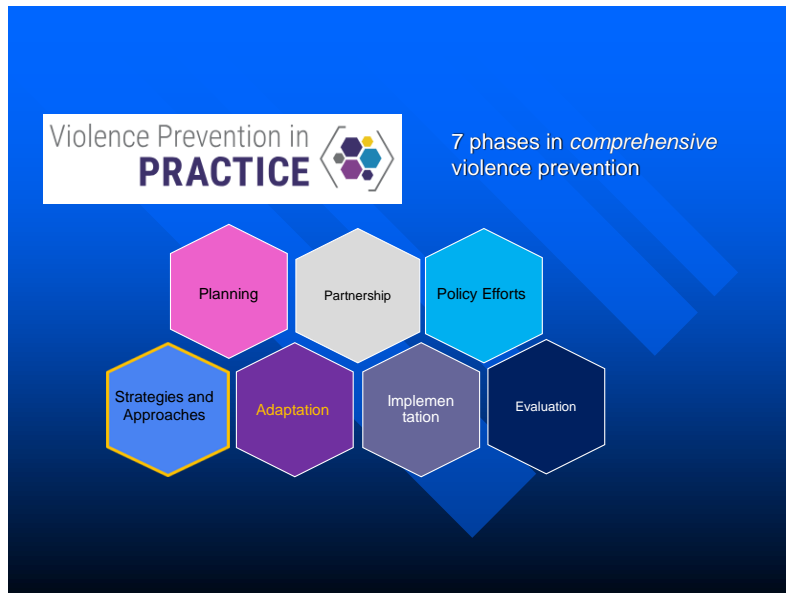 Violence Prevention in
PRACTICE
7 phases in comprehensive
violence prevention
Planning
Partnership
Policy Efforts
Strategies and
Approaches
Adaptation
Implemen
tation
Evaluation